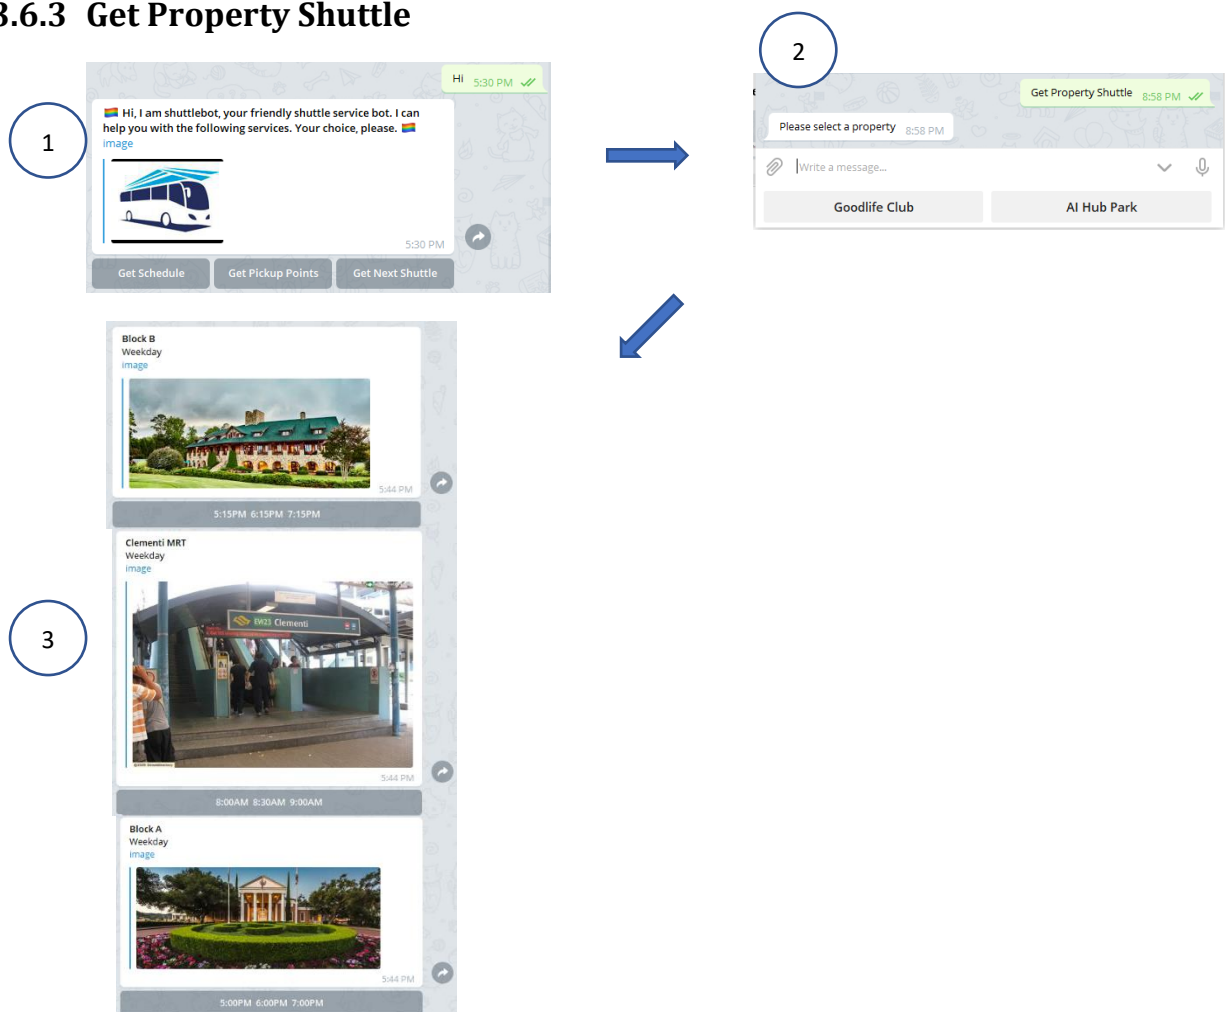 3.6.3 Get Property Shuttle
1
Hi 5:30 PM
Hi, I am shuttlebot, your friendly shuttle service bot. I can
help you with the following services. Your choice, please.
image
5:30 PM
Get Schedule Get Pickup Points Get Next Shuttle
2
Get Property Shuttle 8:58 PM
Please select a property 8:58 PM
Write a message...
Goodlife Club AI Hub Park
3
Block B
Weekday
image
5:44 PM
5:15PM 6:15PM 7:15PM
Clementi MRT
Weekday
image
EW23 Clementi
5:44 PM
8:00AM 8:30AM 9:00AM
Block A
Weekday
image
5:44 PM
5:00PM 6:00PM 7:00PM